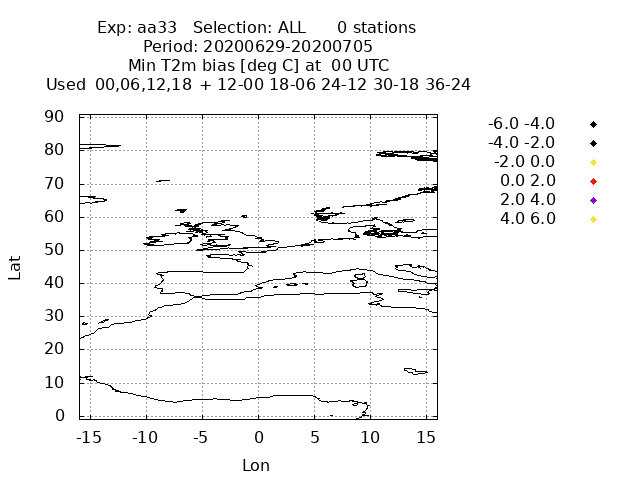 Exp: aa33 Selection: ALL 0 stations
Period: 20200629-20200705
Min T2m bias [deg C] at 00 UTC
Used 00,06,12,18 + 12-00 18-06 24-12 30-18 36-24
90
80
70
60
50
40
30
20
10
0
Lat
-15 -10 -5 0 5 10 15
Lon
-6.0 -4.0
-4.0 -2.0
-2.0 0.0
0.0 2.0
2.0 4.0
4.0 6.0